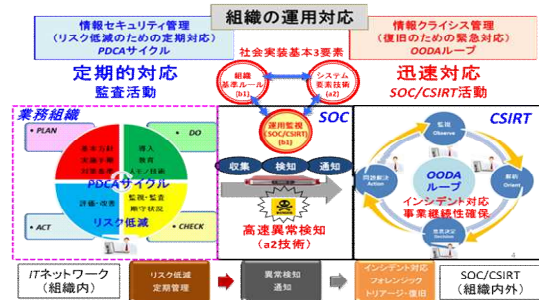 組織の運用対応
情報セキュリティ管理
(リスク低減のための定期対応)
PDCAサイクル
情報クライシス管理
(復旧のための緊急対応)
OODAループ
社会実装基本3要素
定期的対応
監査活動
組織
基準ルール
(b1)
システム
要素技術
(a2)
迅速対応
SOC/CSIRT活動
運用監視
(SOC/CSIRT)
(b1)
業務組織
SOC
CSIRT
• PLAN
• DO
基本方針
導入
教育
PDCAサイクル
評価・改善
監視・監査
順守状況
リスク低減
• ACT
• CHECK
収集
検知
通知
高速異常検知
(a2技術)
監視
Observe
問題解決
Action
OODA
ループ
Orient
インシデント対応
事業継続性確保
意思決定
Decision
4
ITネットワーク
(組織内)
リスク低減
定期管理
異常検知
通知
インシデント対応
フォレンジック
トリアージ・復旧
SOC/CSIRT
(組織内外)